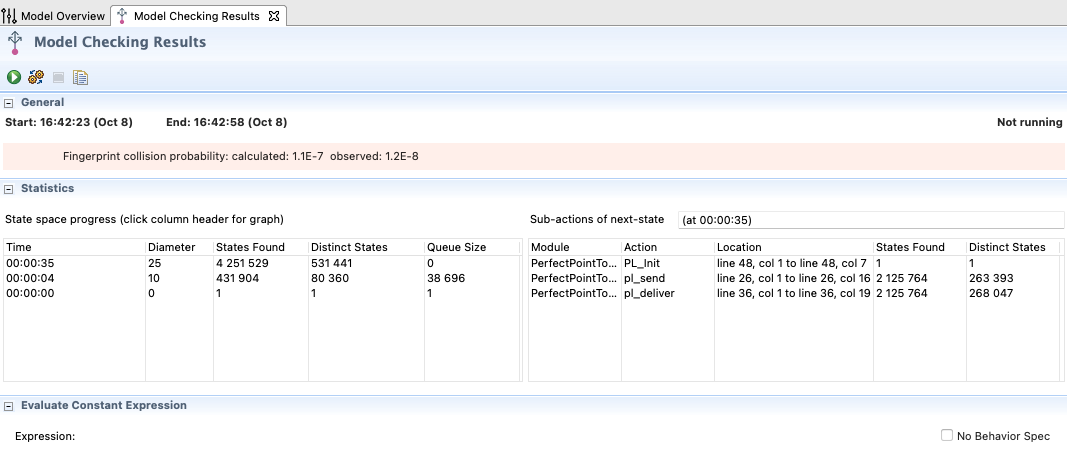 Model Overview Model Checking Results
Model Checking Results
General
Start: 16:42:23 (Oct 8) End: 16:42:58 (Oct 8) Not running
Fingerprint collision probability: calculated: 1.1E-7 observed: 1.2E-8
Statistics
State space progress (click column header for graph) Sub-actions of next-state (at 00:00:35)
Time Diameter States Found Distinct States Queue Size Module Action Location States Found Distinct States
00:00:35 25 4 251 529 531 441 0 PerfectPointTo... PL_Init line 48, col 1 to line 48, col 7 1 1
00:00:04 10 431 904 80 360 38 696 PerfectPointTo... pl_send line 26, col 1 to line 26, col 16 2 125 764 263 393
00:00:00 0 1 1 1 PerfectPointTo... pl_deliver line 36, col 1 to line 36, col 19 2 125 764 268 047
Evaluate Constant Expression
Expression: No Behavior Spec